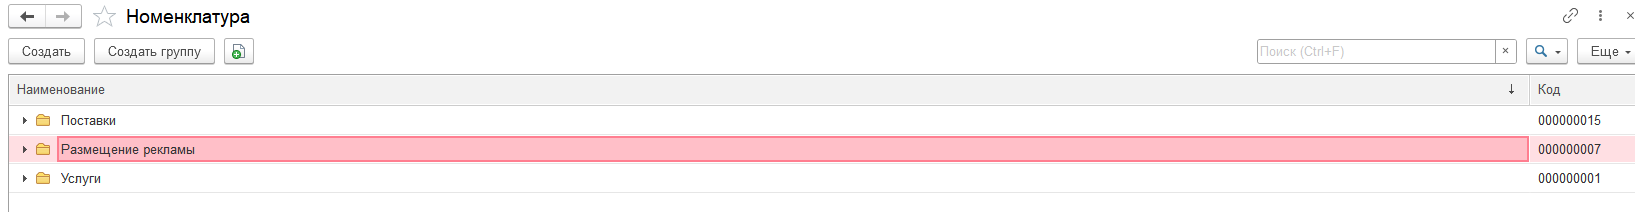 Номенклатура
Создать Создать группу Поиск (Ctrl+F) × Еще
Наименование ↓ Код
Поставки 000000015
Размещение рекламы 000000007
Услуги 000000001